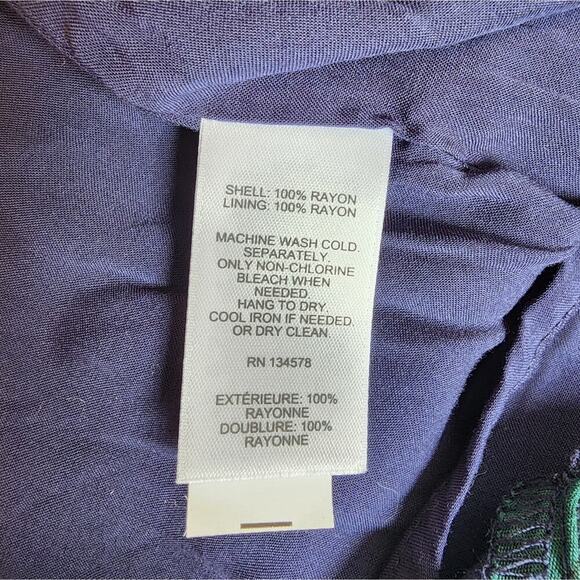 SHELL: 100% RAYON
LINING: 100% RAYON
MACHINE WASH COLD.
SEPARATELY.
ONLY NON-CHLORINE
BLEACH WHEN
NEEDED.
HANG TO DRY.
COOL IRON IF NEEDED.
OR DRY CLEAN.
RN 134578
EXTÉRIEURE: 100%
RAYONNE
DOUBLURE: 100%
RAYONNE